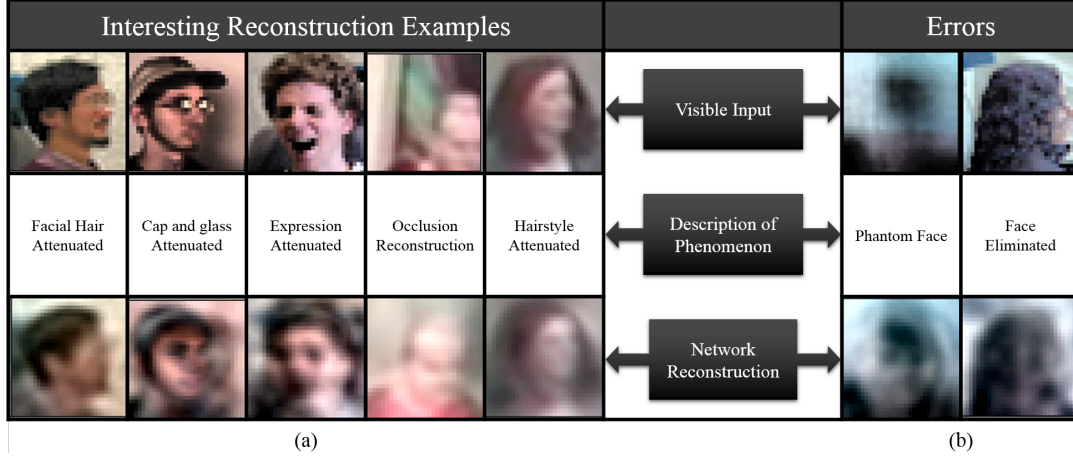 Interesting Reconstruction Examples
Errors
Visible Input
Facial Hair
Attenuated
Cap and glass
Attenuated
Expression
Attenuated
Occlusion
Reconstruction
Hairstyle
Attenuated
Description of
Phenomenon
Phantom Face
Face
Eliminated
Network
Reconstruction
(a)
(b)